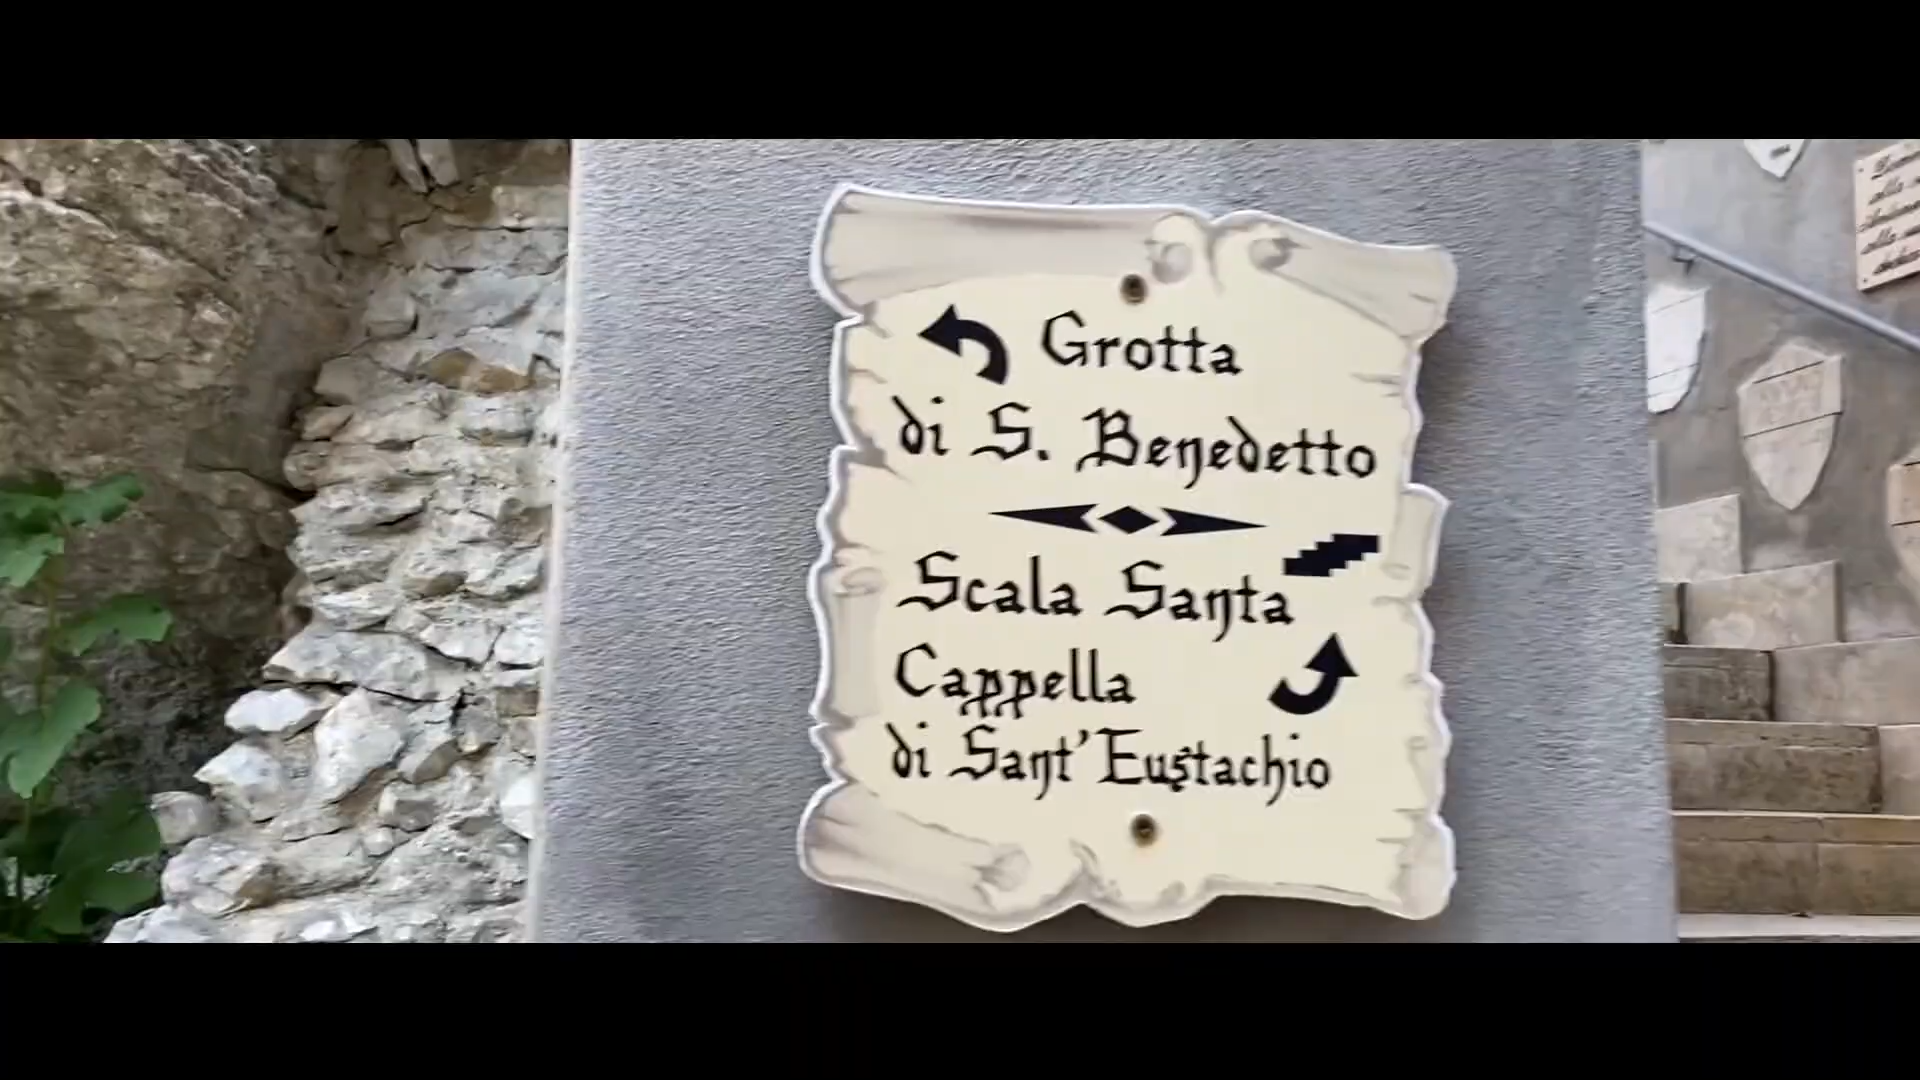 Grotta
di S. Benedetto
Scala Santa
Cappella
di Sant'Eustachio